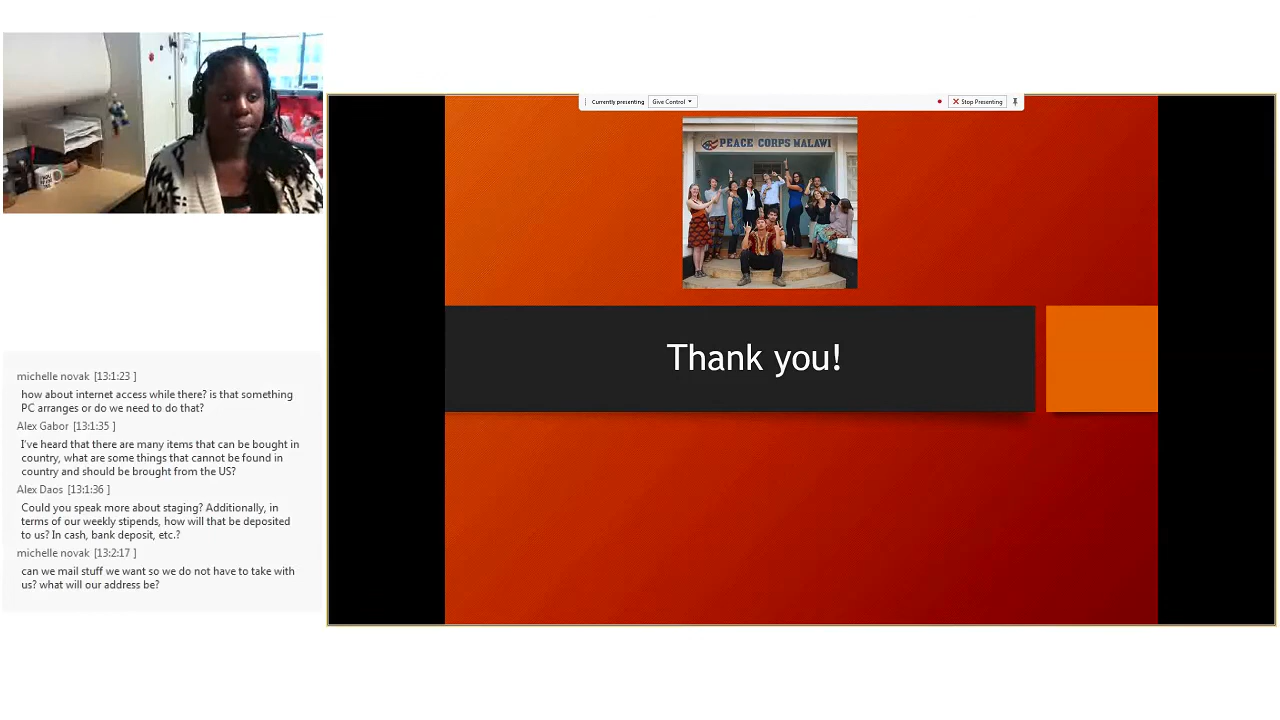 Currently presenting
Give Control
Stop Presenting
PEACE CORPS MALAWI
Thank you!
michelle novak [13:1:23 ]
how about internet access while there? is that something
PC arranges or do we need to do that?
Alex Gabor [13:1:35 ]
I've heard that there are many items that can be bought in
country, what are some things that cannot be found in
country and should be brought from the US?
Alex Daos [13:1:36 ]
Could you speak more about staging? Additionally, in
terms of our weekly stipends, how will that be deposited
to us? In cash, bank deposit, etc.?
michelle novak [13:2:17 ]
can we mail stuff we want so we do not have to take with
us? what will our address be?